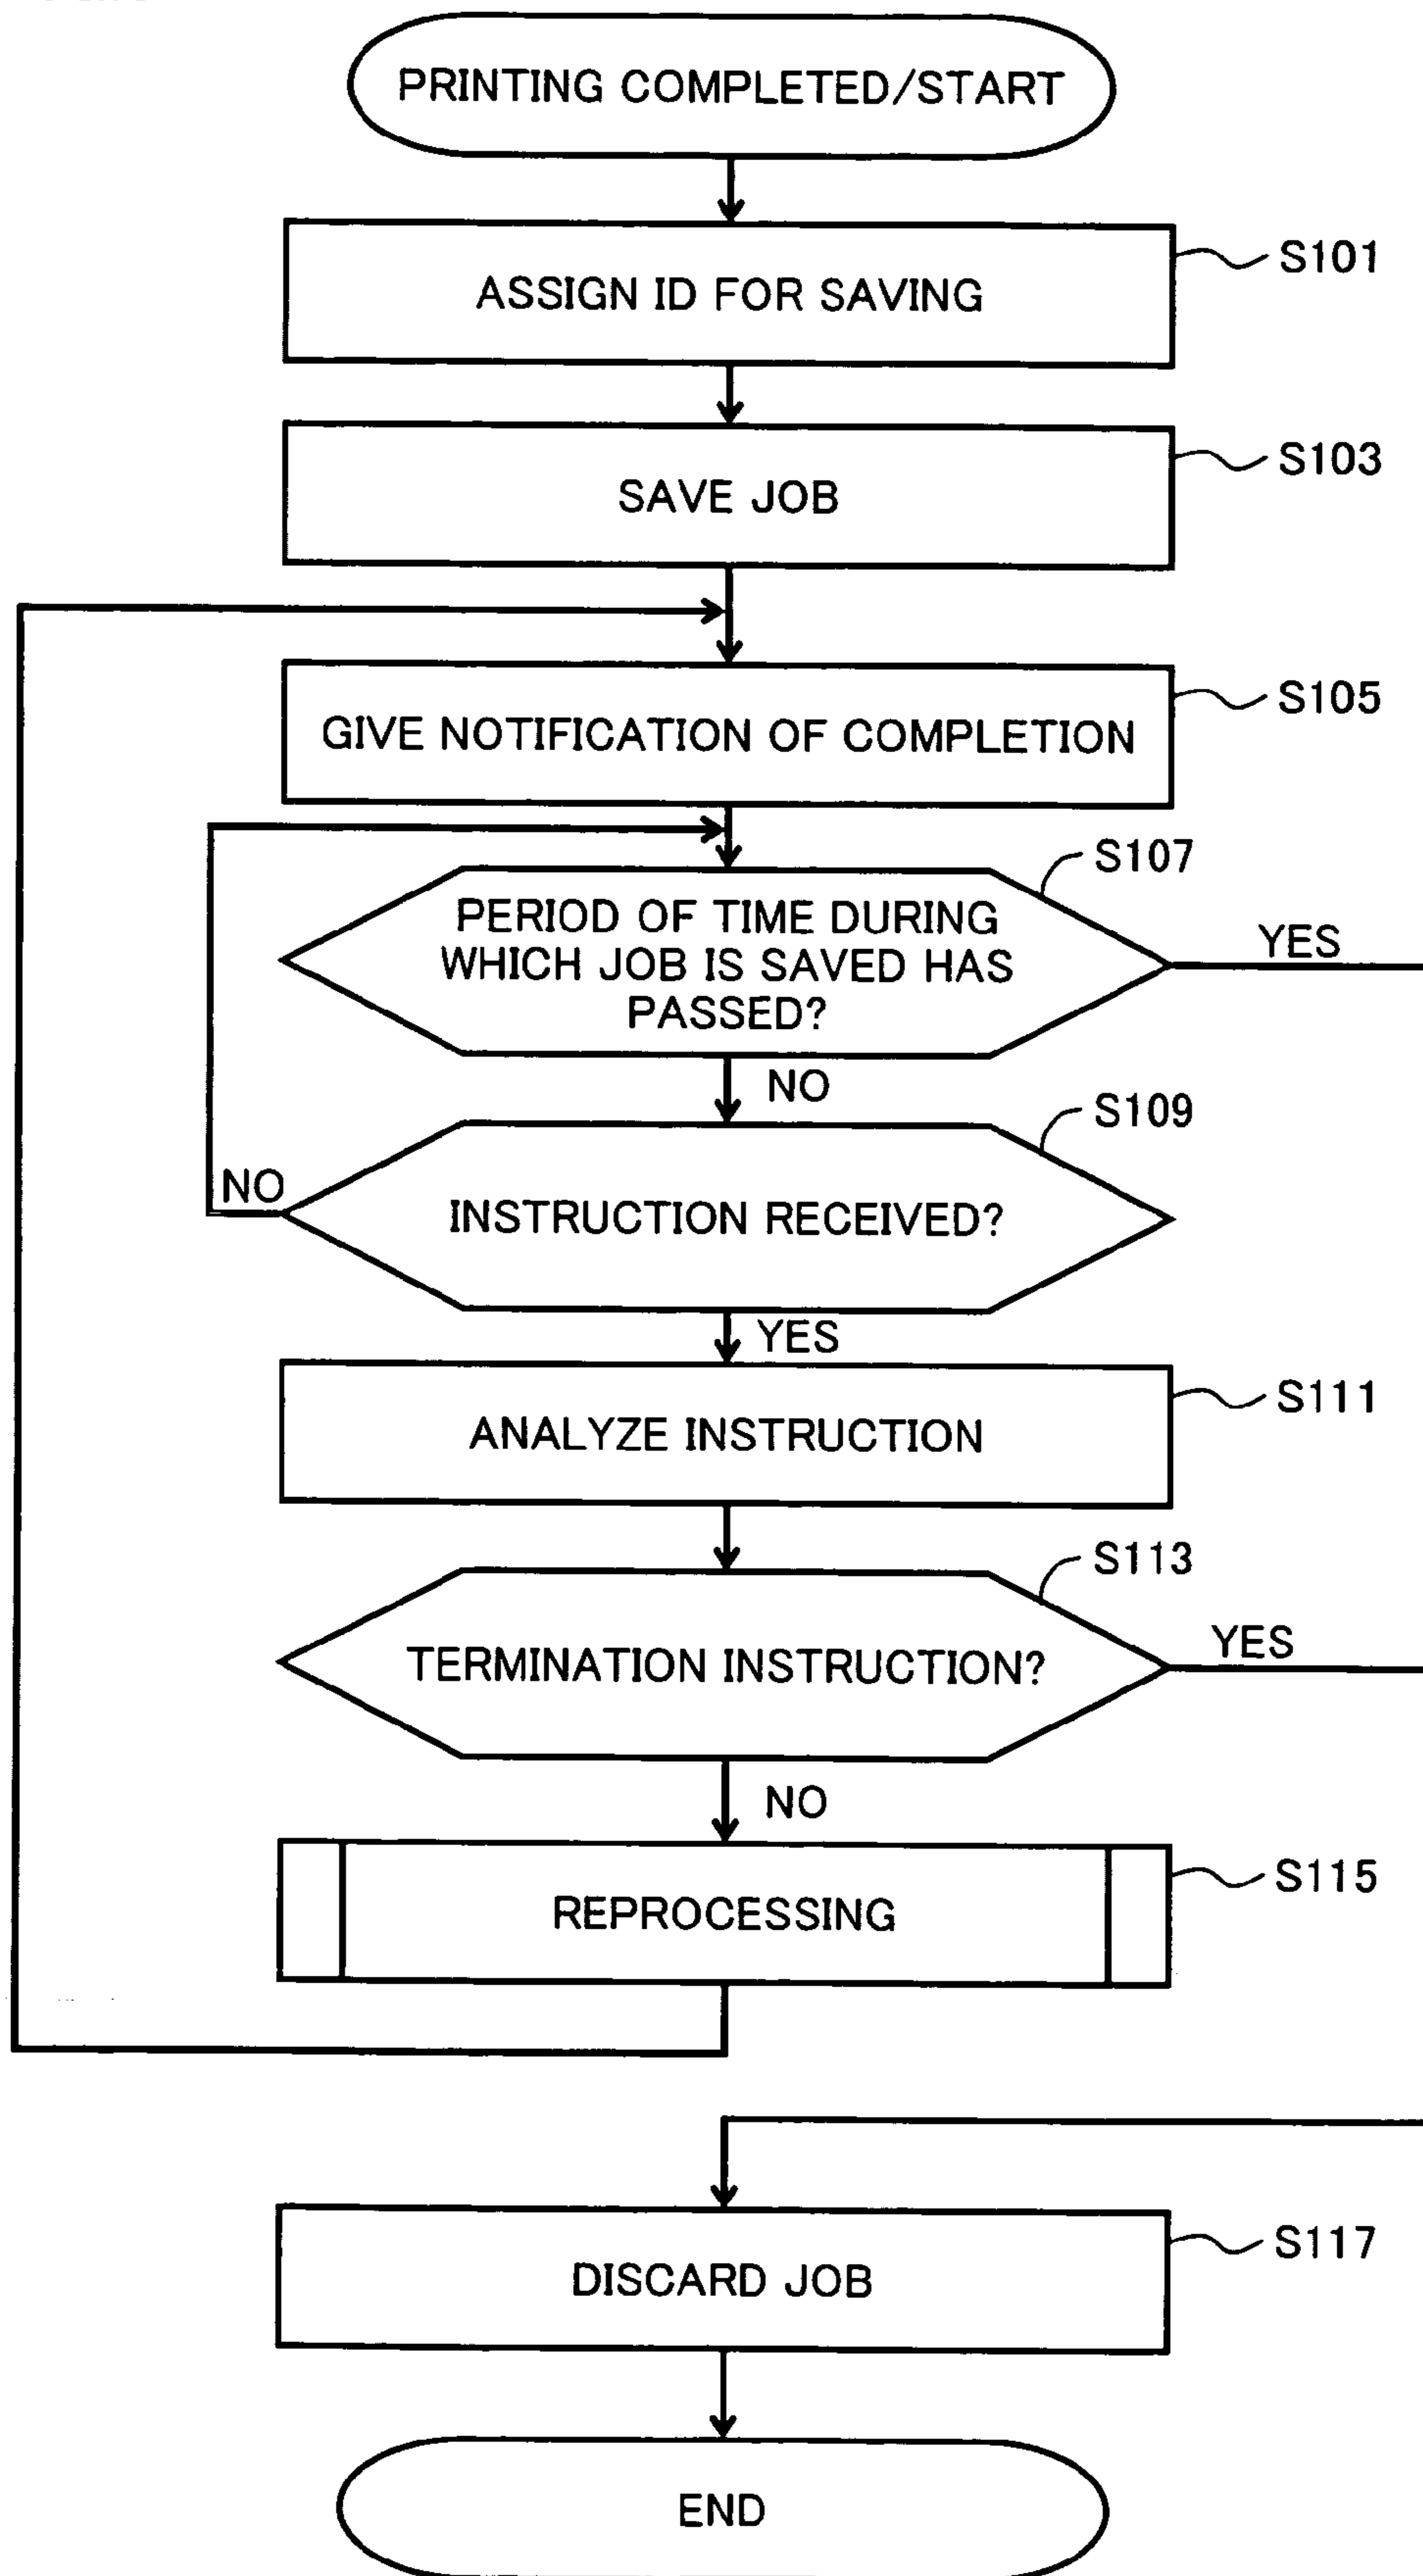 PRINTING COMPLETED/START
ASSIGN ID FOR SAVING
S101
SAVE JOB
S103
GIVE NOTIFICATION OF COMPLETION
S105
S107
PERIOD OF TIME DURING
WHICH JOB IS SAVED HAS
PASSED?
YES
NO
S109
NO
INSTRUCTION RECEIVED?
YES
ANALYZE INSTRUCTION
S111
S113
TERMINATION INSTRUCTION?
YES
NO
REPROCESSING
S115
DISCARD JOB
S117
END